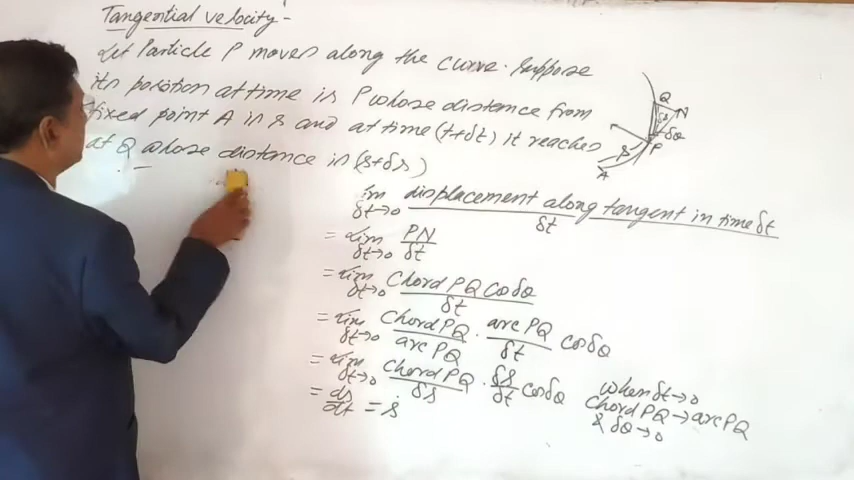 Tangential velocity -
Let Particle P moves along the curve. Suppose
its position at time is P whose distance from
fixed point A is s and at time (t+δt) it reaches
at Q whose distance is (s+δs)
Q
N
δs
δθ
P
s
A
lim δt→0 displacement along tangent in time δt / δt
= lim δt→0 PN / δt
= lim δt→0 Chord PQ Cos δθ / δt
= lim δt→0 Chord PQ / arc PQ . arc PQ / δt cos δθ
= lim δt→0 Chord PQ / δs . δs / δt cos δθ
= ds / dt = ṡ
when δt→0
Chord PQ → arc PQ
& δθ→0